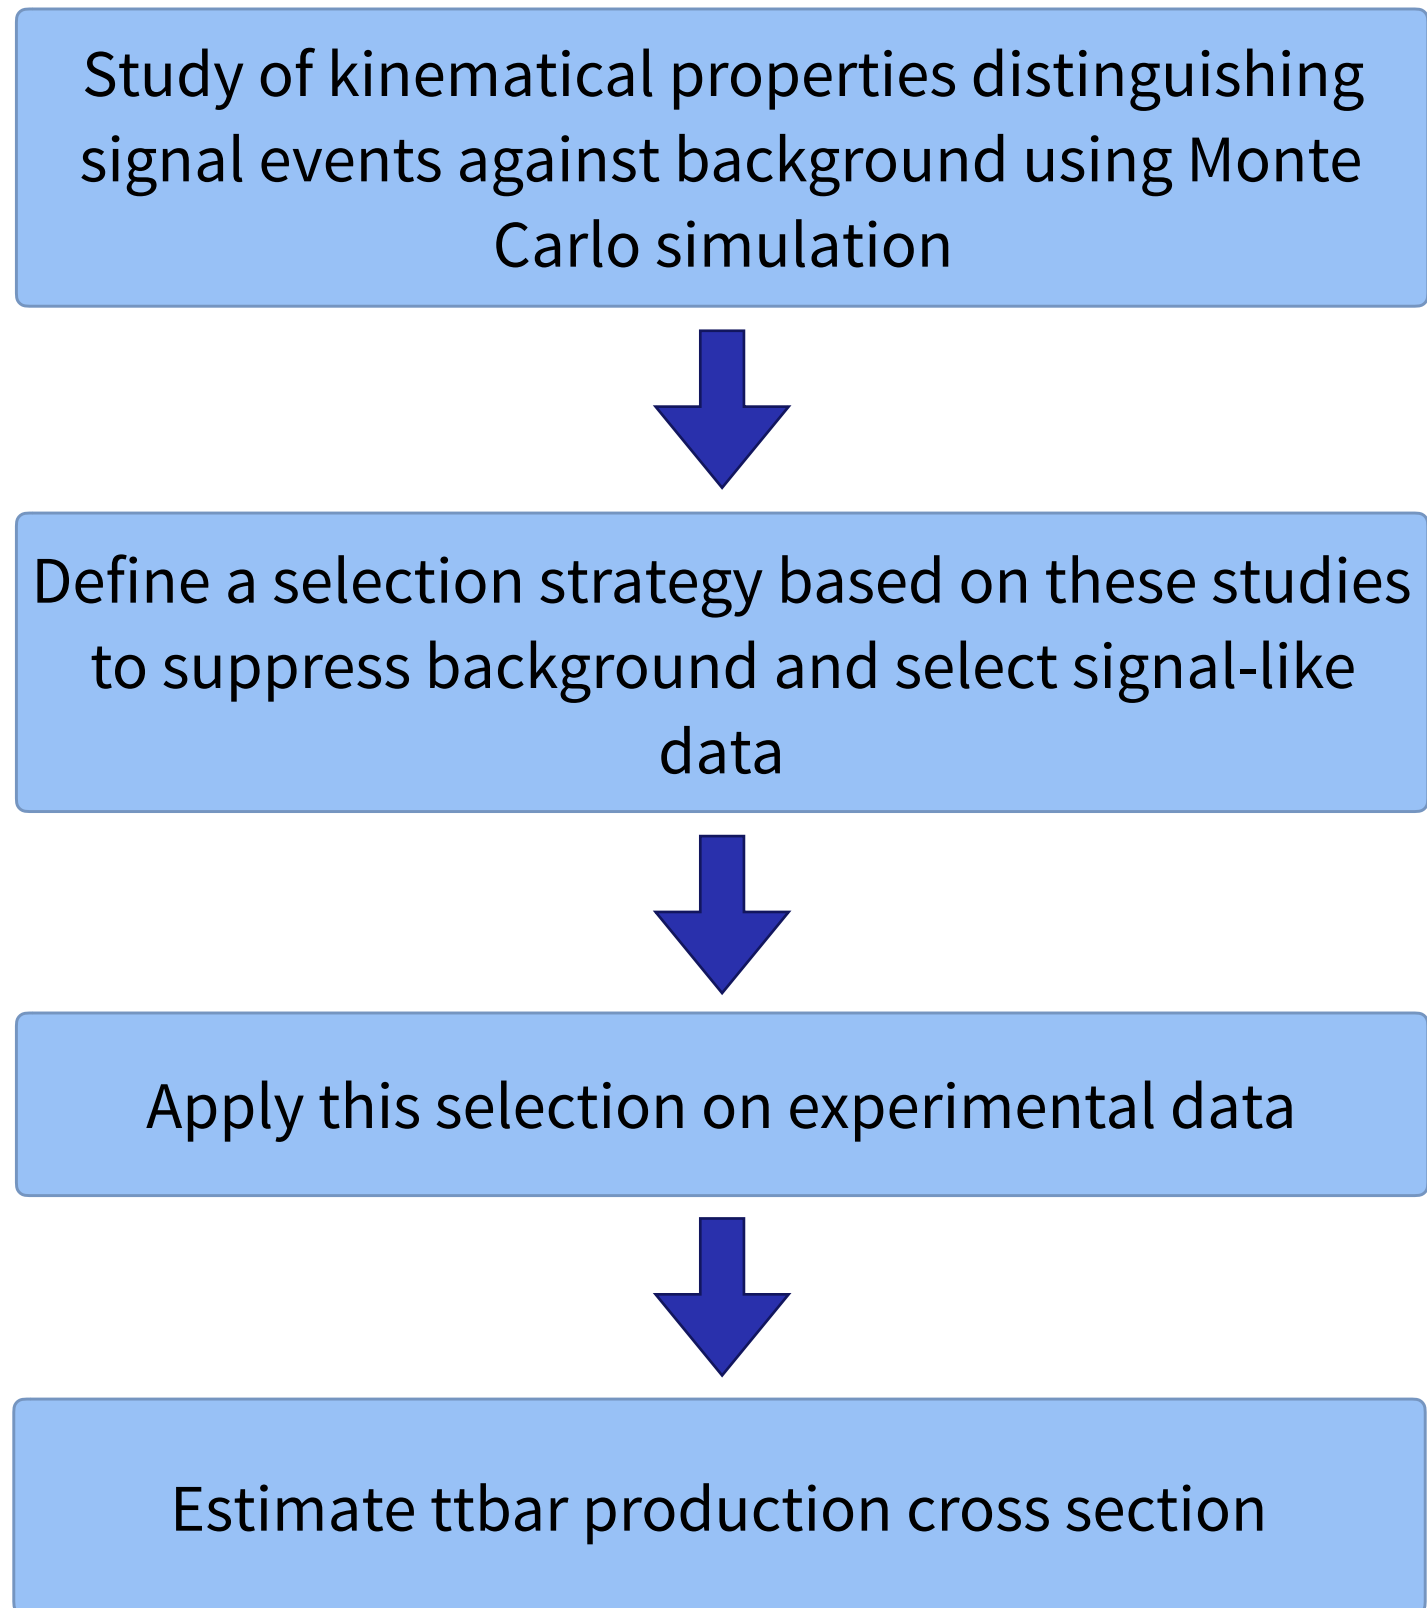 Study of kinematical properties distinguishing
signal events against background using Monte
Carlo simulation
Define a selection strategy based on these studies
to suppress background and select signal-like
data
Apply this selection on experimental data
Estimate ttbar production cross section